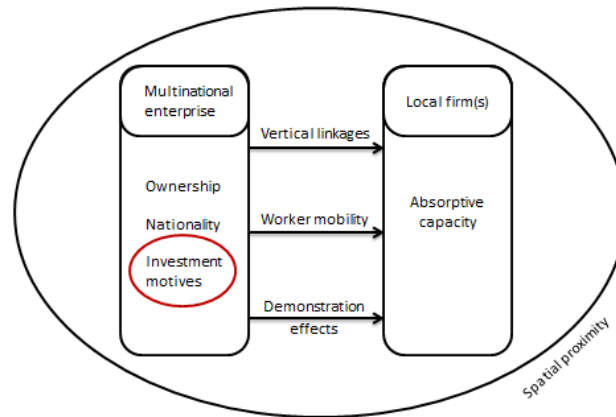 Multinational
enterprise
Local firm(s)
Vertical linkages
Ownership
Absorptive
capacity
Nationality
Worker mobility
Investment
motives
Demonstration
effects
Spatial proximity